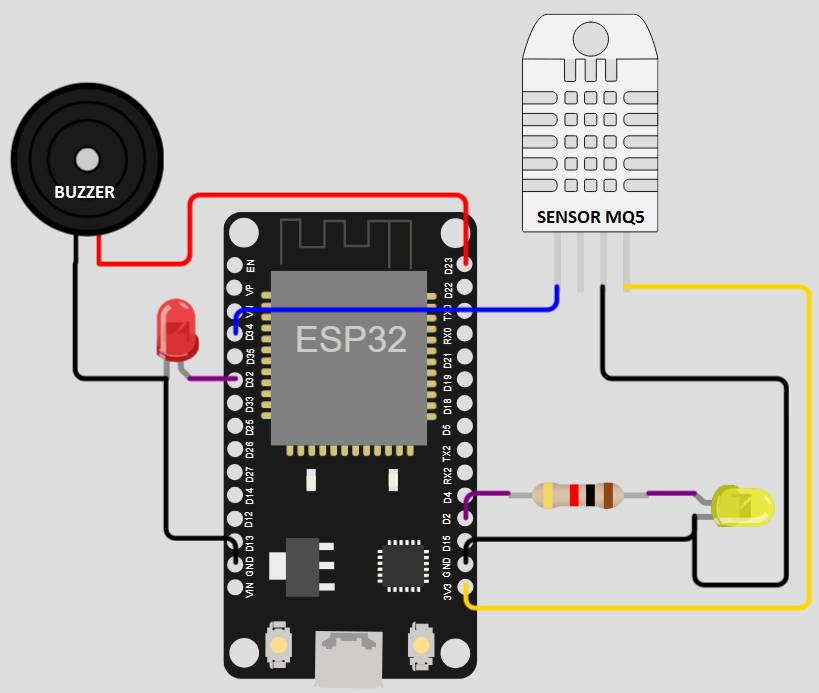 BUZZER
SENSOR MQ5
ESP32
EN
VP
D34
D35
D32
D33
D25
D26
D27
D14
D12
D13
GND
VIN
D23
D22
TX0
RX0
D21
D19
D18
D5
TX2
RX2
D4
D2
D15
GND
3V3